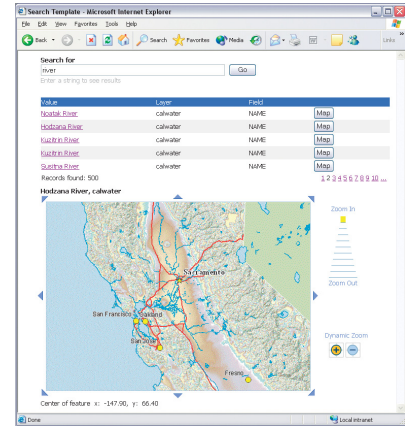 Search Template - Microsoft Internet Explorer
File Edit View Favorites Tools Help
Back Search Favorites Media Links »
Search for
river Go
Enter a string to see results
Value Layer Field
Noatak River calwater NAME Map
Hodzana River calwater NAME Map
Kuzitrin River calwater NAME Map
Kuzitrin River calwater NAME Map
Susitna River calwater NAME Map
Records found: 500 1 2 3 4 5 6 7 8 9 10 ...
Hodzana River, calwater
Zoom In
Sacramento
Zoom Out
San Francisco Oakland
San Jose
Dynamic Zoom
Fresno
Center of feature x: -147.90, y: 66.40
Done Local intranet